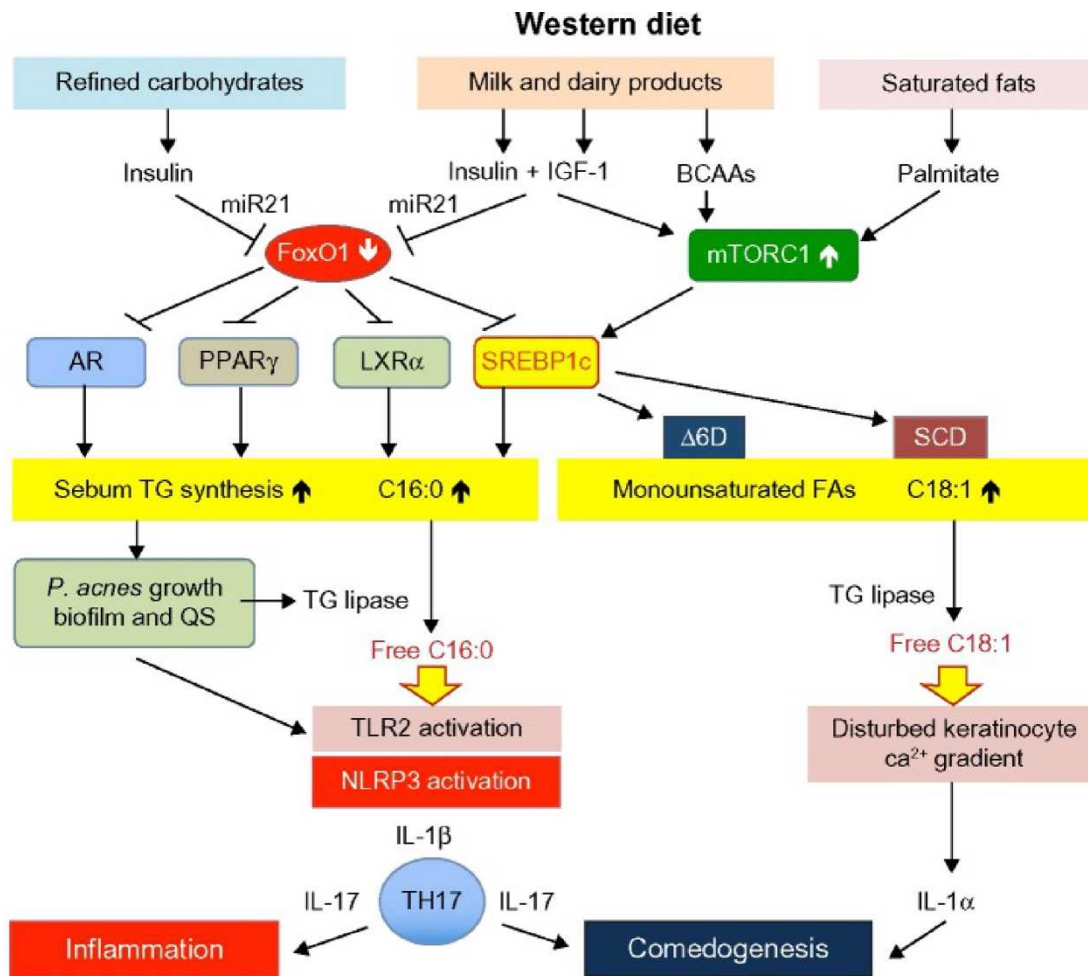 Western diet
Refined carbohydrates
Milk and dairy products
Saturated fats
Insulin
Insulin + IGF-1
BCAAs
Palmitate
miR21
miR21
FoxO1
mTORC1
AR
PPARγ
LXRα
SREBP1c
Δ6D
SCD
Sebum TG synthesis
C16:0
Monounsaturated FAs
C18:1
P. acnes growth
biofilm and QS
TG lipase
TG lipase
Free C16:0
Free C18:1
TLR2 activation
NLRP3 activation
Disturbed keratinocyte
ca²⁺ gradient
IL-1β
IL-17
TH17
IL-17
IL-1α
Inflammation
Comedogenesis